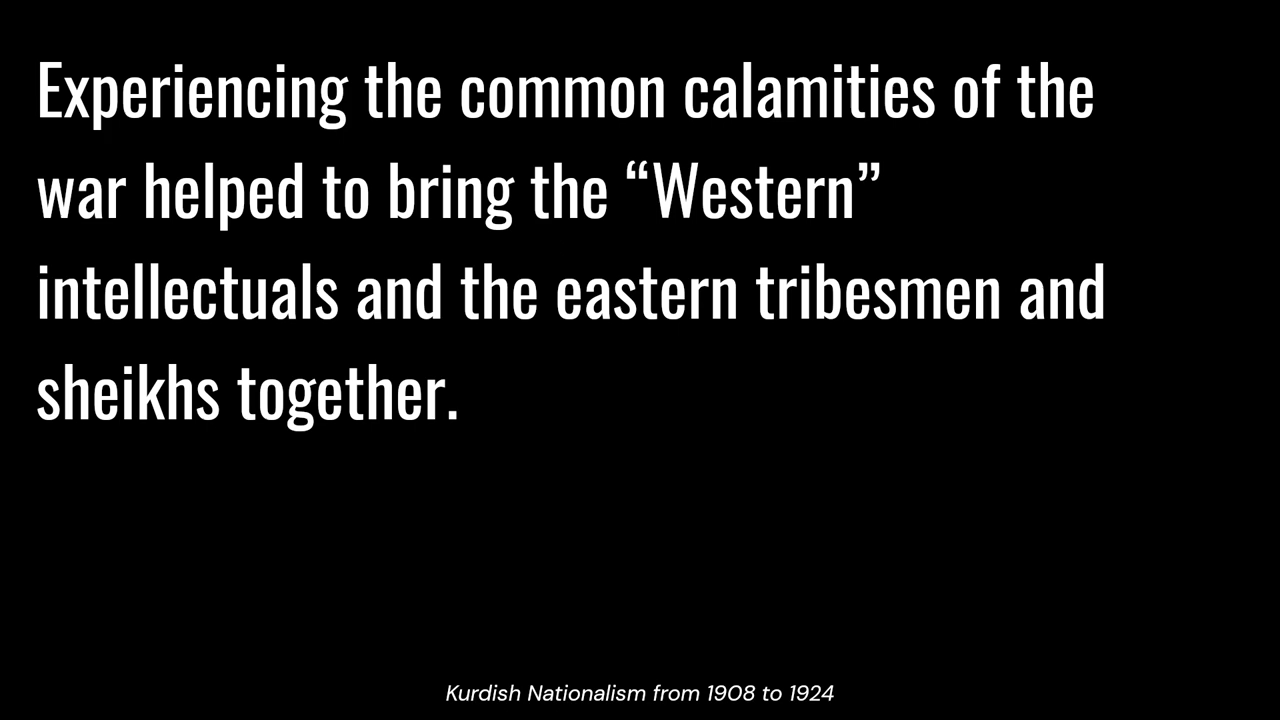 Experiencing the common calamities of the
war helped to bring the “Western”
intellectuals and the eastern tribesmen and
sheikhs together.
Kurdish Nationalism from 1908 to 1924